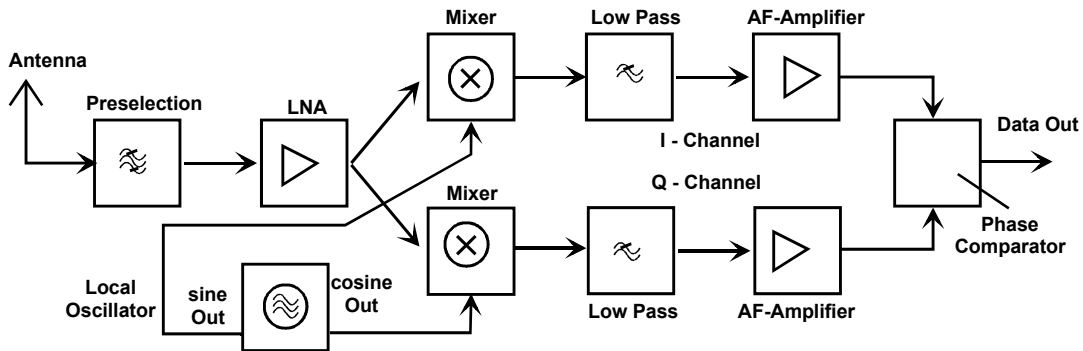 Mixer
Low Pass
AF-Amplifier
Antenna
Preselection
LNA
Data Out
I - Channel
Q - Channel
Mixer
Phase
Comparator
Local
Oscillator
sine
Out
cosine
Out
Low Pass
AF-Amplifier